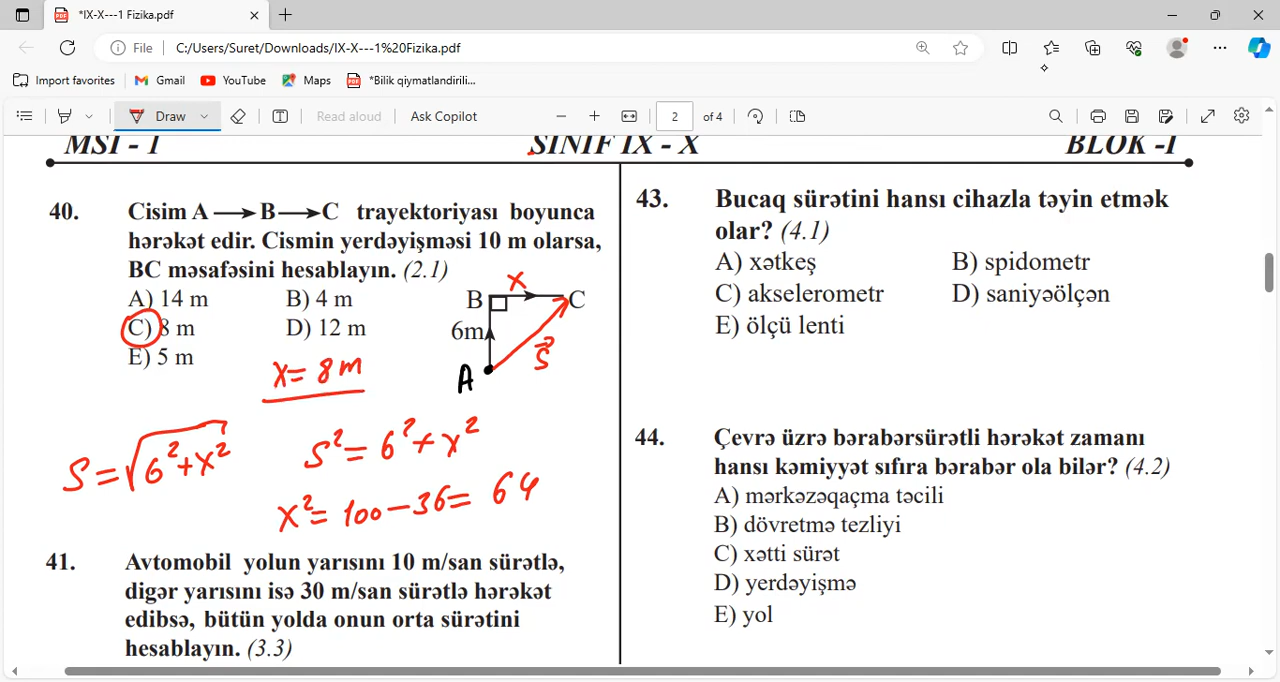 *IX-X---1 Fizika.pdf
File C:/Users/Suret/Downloads/IX-X---1%20Fizika.pdf
Import favorites Gmail YouTube Maps *Bilik qiymatlandirili...
Draw Read aloud Ask Copilot 2 of 4
MSI - 1 SINIF IX - X BLOK -I
40. Cisim A → B → C trayektoriyası boyunca
hərəkət edir. Cismin yerdəyişməsi 10 m olarsa,
BC məsafəsini hesablayın. (2.1)
A) 14 m B) 4 m
C) 8 m D) 12 m
E) 5 m
B x C
6m
S
A
x = 8 m
S = √6²+x²
S² = 6² + x²
x² = 100 - 36 = 64
41. Avtomobil yolun yarısını 10 m/san sürətlə,
digər yarısını isə 30 m/san sürətlə hərəkət
edibsə, bütün yolda onun orta sürətini
hesablayın. (3.3)
43. Bucaq sürətini hansı cihazla təyin etmək
olar? (4.1)
A) xətkeş B) spidometr
C) akselerometr D) saniyəölçən
E) ölçü lenti
44. Çevrə üzrə bərabərsürətli hərəkət zamanı
hansı kəmiyyət sıfıra bərabər ola bilər? (4.2)
A) mərkəzəqaçma təcili
B) dövretmə tezliyi
C) xətti sürət
D) yerdəyişmə
E) yol